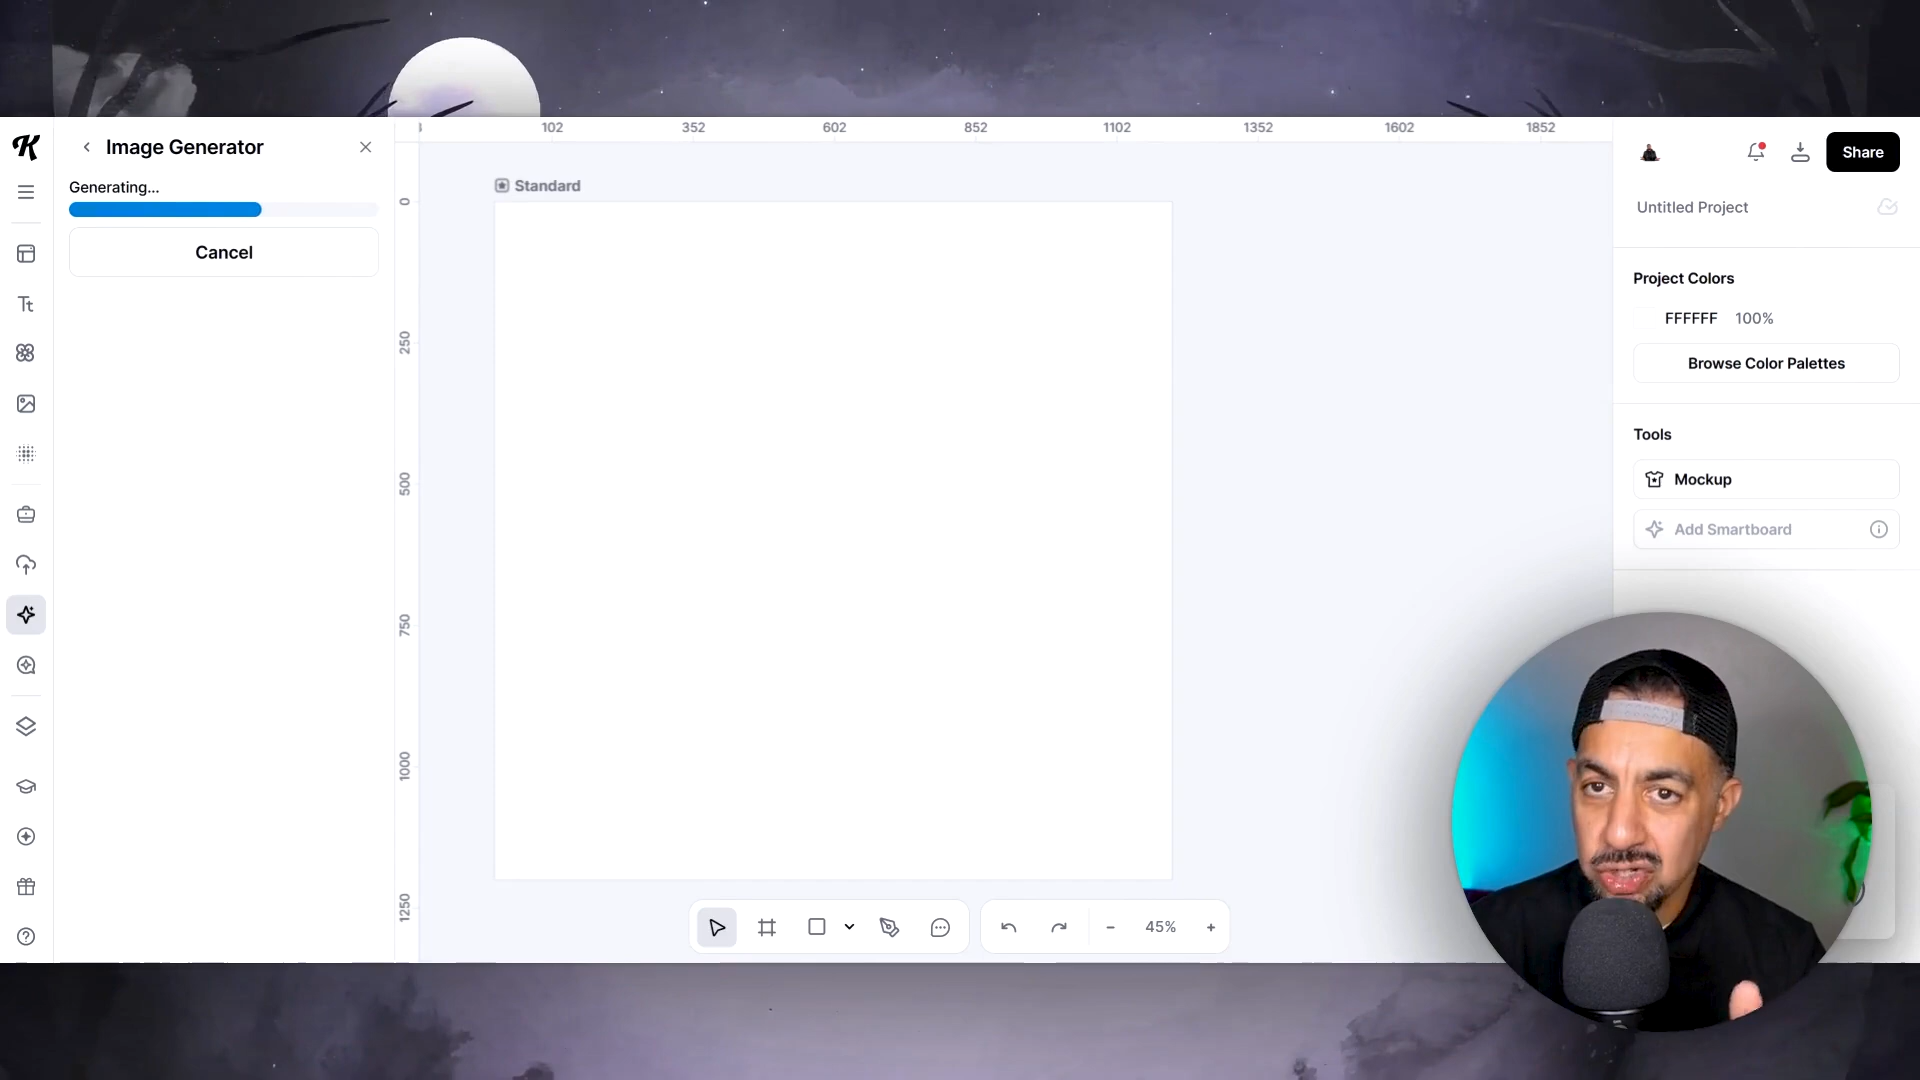 K
Image Generator
Generating...
Cancel
102
352
602
852
1102
1352
1602
1852
0
250
500
750
1000
1250
Standard
Tt
45%
Share
Untitled Project
Project Colors
FFFFFF 100%
Browse Color Palettes
Tools
Mockup
Add Smartboard